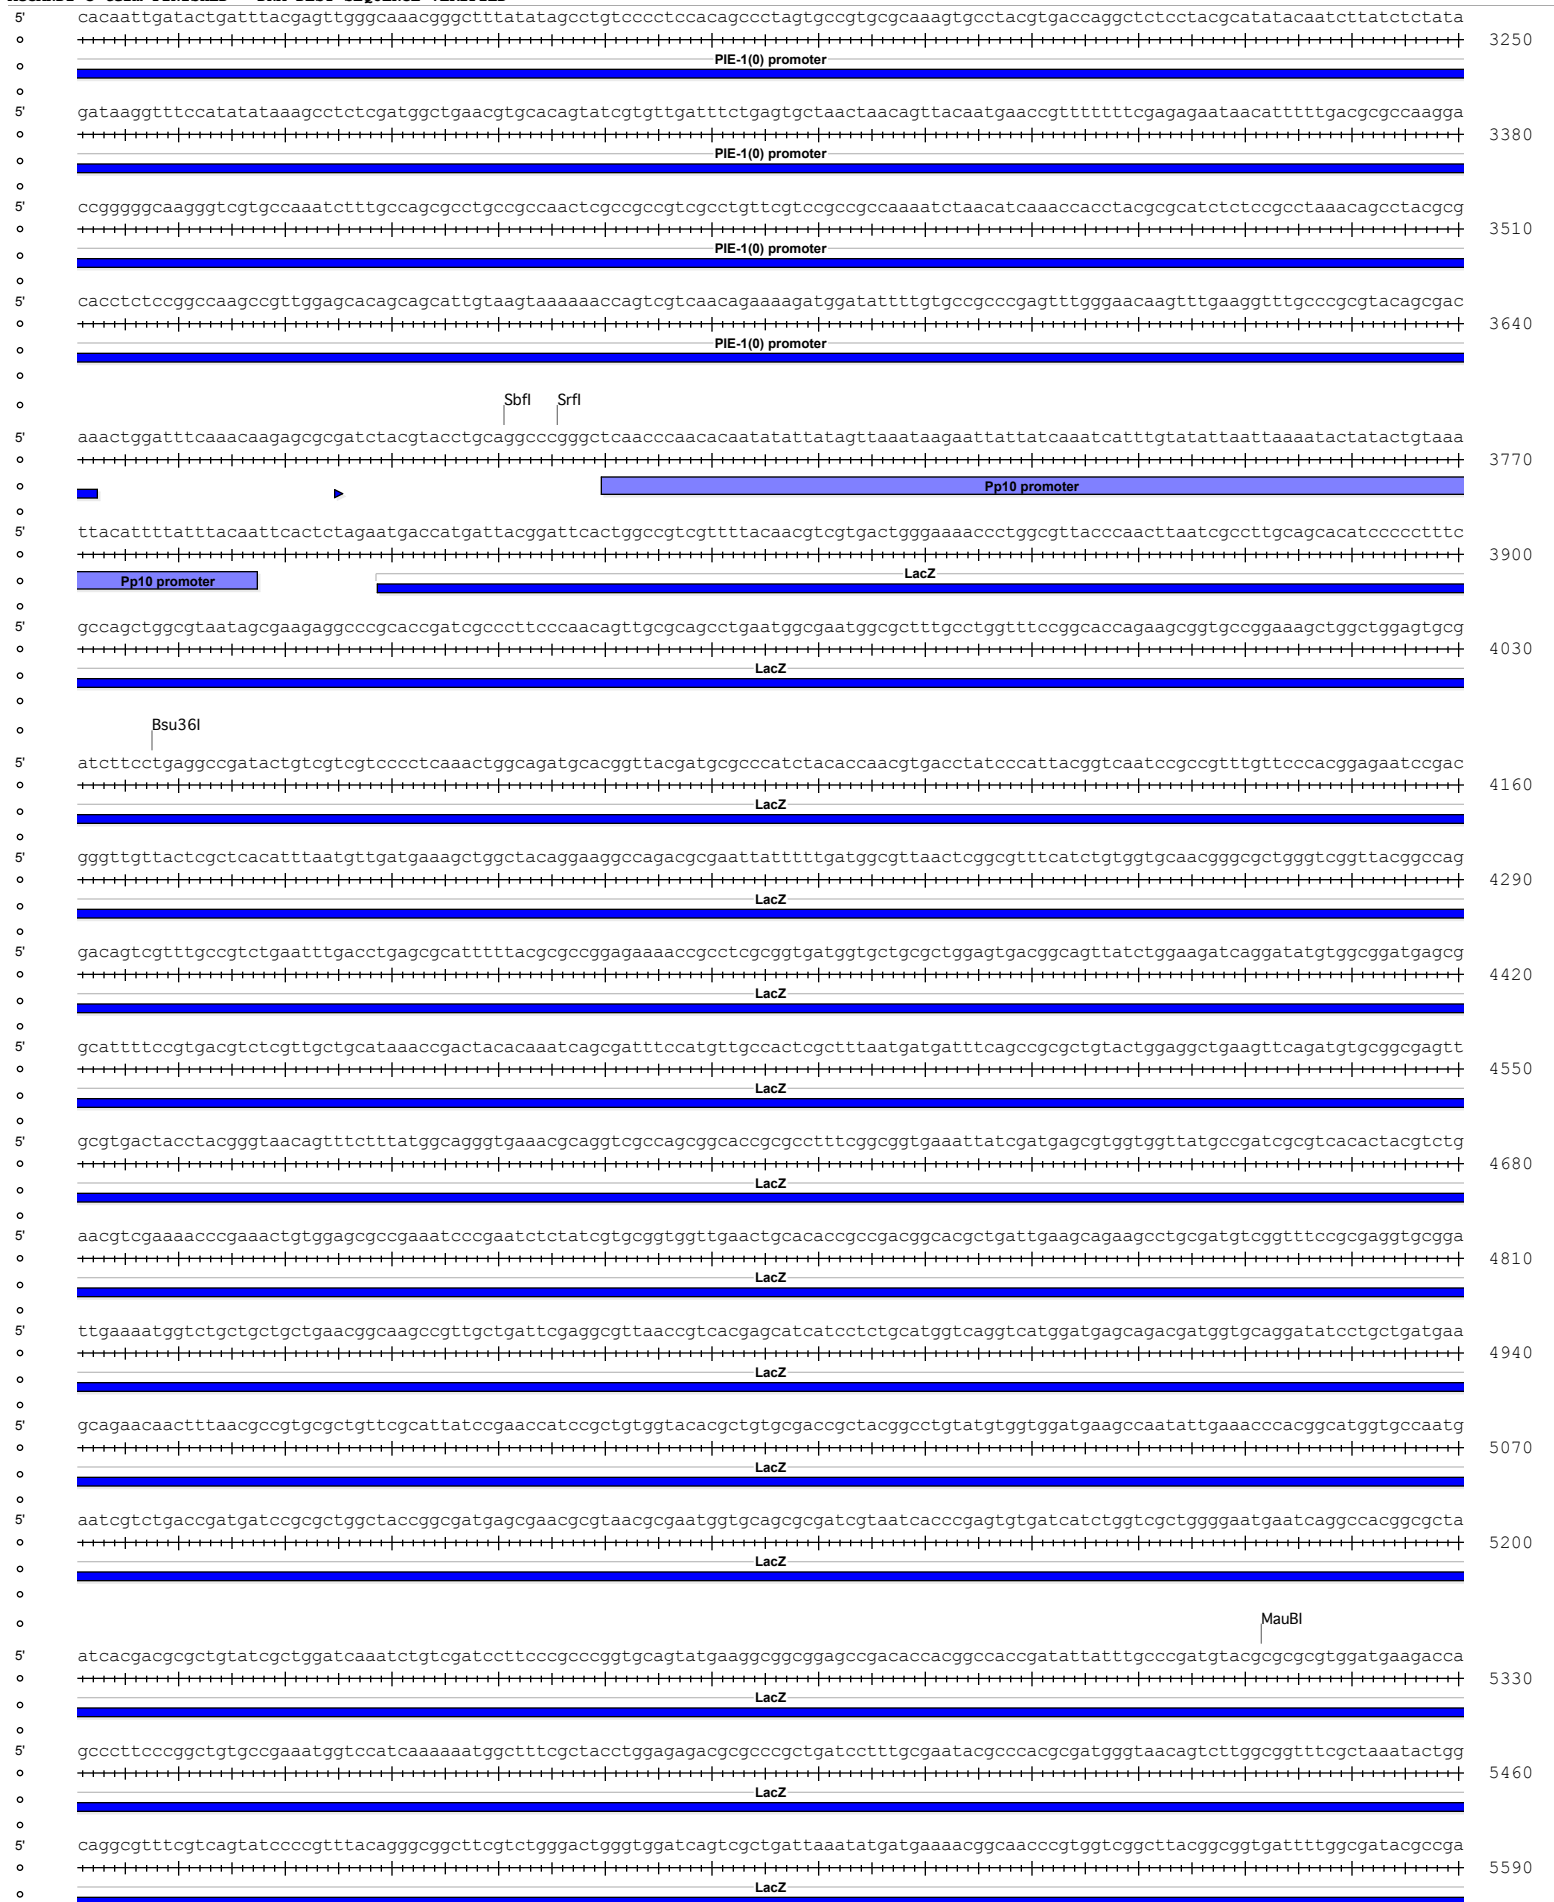 5' cacaattgatactgatttacgagttgggcaaacgggctttatatagcctgtcccctccacagccctagtgccgtgcgcaaagtgcctacgtgaccaggctctcctacgcatatacaatcttatctctata
3250
PIE-1(0) promoter
5' gataaggtttccatatataaagcctctcgatggctgaacgtgcacagtatcgtgttgatttctgagtgctaactaacagttacaatgaaccgtttttttcgagagaataacatttttgacgcgccaagga
3380
PIE-1(0) promoter
5' ccgggggcaagggtcgtgccaaatctttgccagcgcctgccgccaactcgccgccgtcgcctgttcgtccgccgccaaaatctaacatcaaaccacctacgcgcatctctccgcctaaacagcctacgcg
3510
PIE-1(0) promoter
5' cacctctccggccaagccgttggagcacagcagcattgtaagtaaaaaaccagtcgtcaacagaaaagatggatattttgtgccgcccgagtttgggaacaagtttgaaggtttgcccgcgtacagcgac
3640
PIE-1(0) promoter
SbfI SrfI
5' aaactggatttcaaacaagagcgcgatctacgtacctgcaggcccgggctcaacccaacacaatatattatagttaaataagaattattatcaaatcatttgtatattaattaaaatactatactgtaaa
3770
Pp10 promoter
5' ttacattttatttacaattcactctagaatgaccatgattacggattcactggccgtcgttttacaacgtcgtgactgggaaaaccctggcgttacccaacttaatcgccttgcagcacatccccctttc
3900
Pp10 promoter LacZ
5' gccagctggcgtaatagcgaagaggcccgcaccgatcgcccttcccaacagttgcgcagcctgaatggcgaatggcgctttgcctggtttccggcaccagaagcggtgccggaaagctggctggagtgcg
4030
LacZ
Bsu36I
5' atcttcctgaggccgatactgtcgtcgtcccctcaaactggcagatgcacggttacgatgcgcccatctacaccaacgtgacctatcccattacggtcaatccgccgtttgttcccacggagaatccgac
4160
LacZ
5' gggttgttactcgctcacatttaatgttgatgaaagctggctacaggaaggccagacgcgaattatttttgatggcgttaactcggcgtttcatctgtggtgcaacgggcgctgggtcggttacggccag
4290
LacZ
5' gacagtcgtttgccgtctgaatttgacctgagcgcatttttacgcgccggagaaaaccgcctcgcggtgatggtgctgcgctggagtgacggcagttatctggaagatcaggatatgtggcggatgagcg
4420
LacZ
5' gcattttccgtgacgtctcgttgctgcataaaccgactacacaaatcagcgatttccatgttgccactcgctttaatgatgatttcagccgcgctgtactggaggctgaagttcagatgtgcggcgagtt
4550
LacZ
5' gcgtgactacctacgggtaacagtttctttatggcagggtgaaacgcaggtcgccagcggcaccgcgcctttcggcggtgaaattatcgatgagcgtggtggttatgccgatcgcgtcacactacgtctg
4680
LacZ
5' aacgtcgaaaacccgaaactgtggagcgccgaaatcccgaatctctatcgtgcggtggttgaactgcacaccgccgacggcacgctgattgaagcagaagcctgcgatgtcggtttccgcgaggtgcgga
4810
LacZ
5' ttgaaaatggtctgctgctgctgaacggcaagccgttgctgattcgaggcgttaaccgtcacgagcatcatcctctgcatggtcaggtcatggatgagcagacgatggtgcaggatatcctgctgatgaa
4940
LacZ
5' gcagaacaactttaacgccgtgcgctgttcgcattatccgaaccatccgctgtggtacacgctgtgcgaccgctacggcctgtatgtggtggatgaagccaatattgaaacccacggcatggtgccaatg
5070
LacZ
5' aatcgtctgaccgatgatccgcgctggctaccggcgatgagcgaacgcgtaacgcgaatggtgcagcgcgatcgtaatcacccgagtgtgatcatctggtcgctggggaatgaatcaggccacggcgcta
5200
LacZ
MauBI
5' atcacgacgcgctgtatcgctggatcaaatctgtcgatccttcccgcccggtgcagtatgaaggcggcggagccgacaccacggccaccgatattatttgcccgatgtacgcgcgcgtggatgaagacca
5330
LacZ
5' gcccttcccggctgtgccgaaatggtccatcaaaaaatggctttcgctacctggagagacgcgcccgctgatcctttgcgaatacgcccacgcgatgggtaacagtcttggcggtttcgctaaatactgg
5460
LacZ
5' caggcgtttcgtcagtatccccgtttacagggcggcttcgtctgggactgggtggatcagtcgctgattaaatatgatgaaaacggcaacccgtggtcggcttacggcggtgattttggcgatacgccga
5590
LacZ